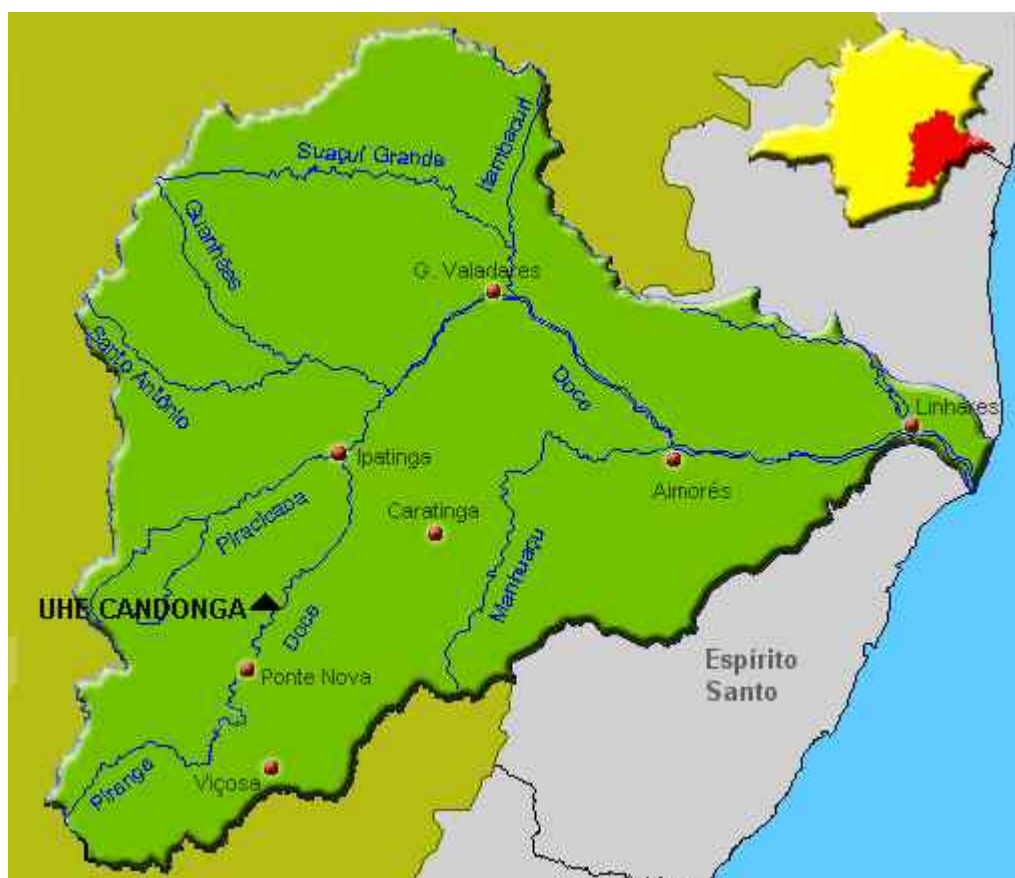 Itambacuri
Suaçuí Grande
Guanhães
G. Valadares
Santo Antônio
Doce
Linhares
Ipatinga
Aimorés
Piracicaba
Caratinga
Manhuaçu
UHE CANDONGA
Doce
Ponte Nova
Espírito
Santo
Piranga
Viçosa